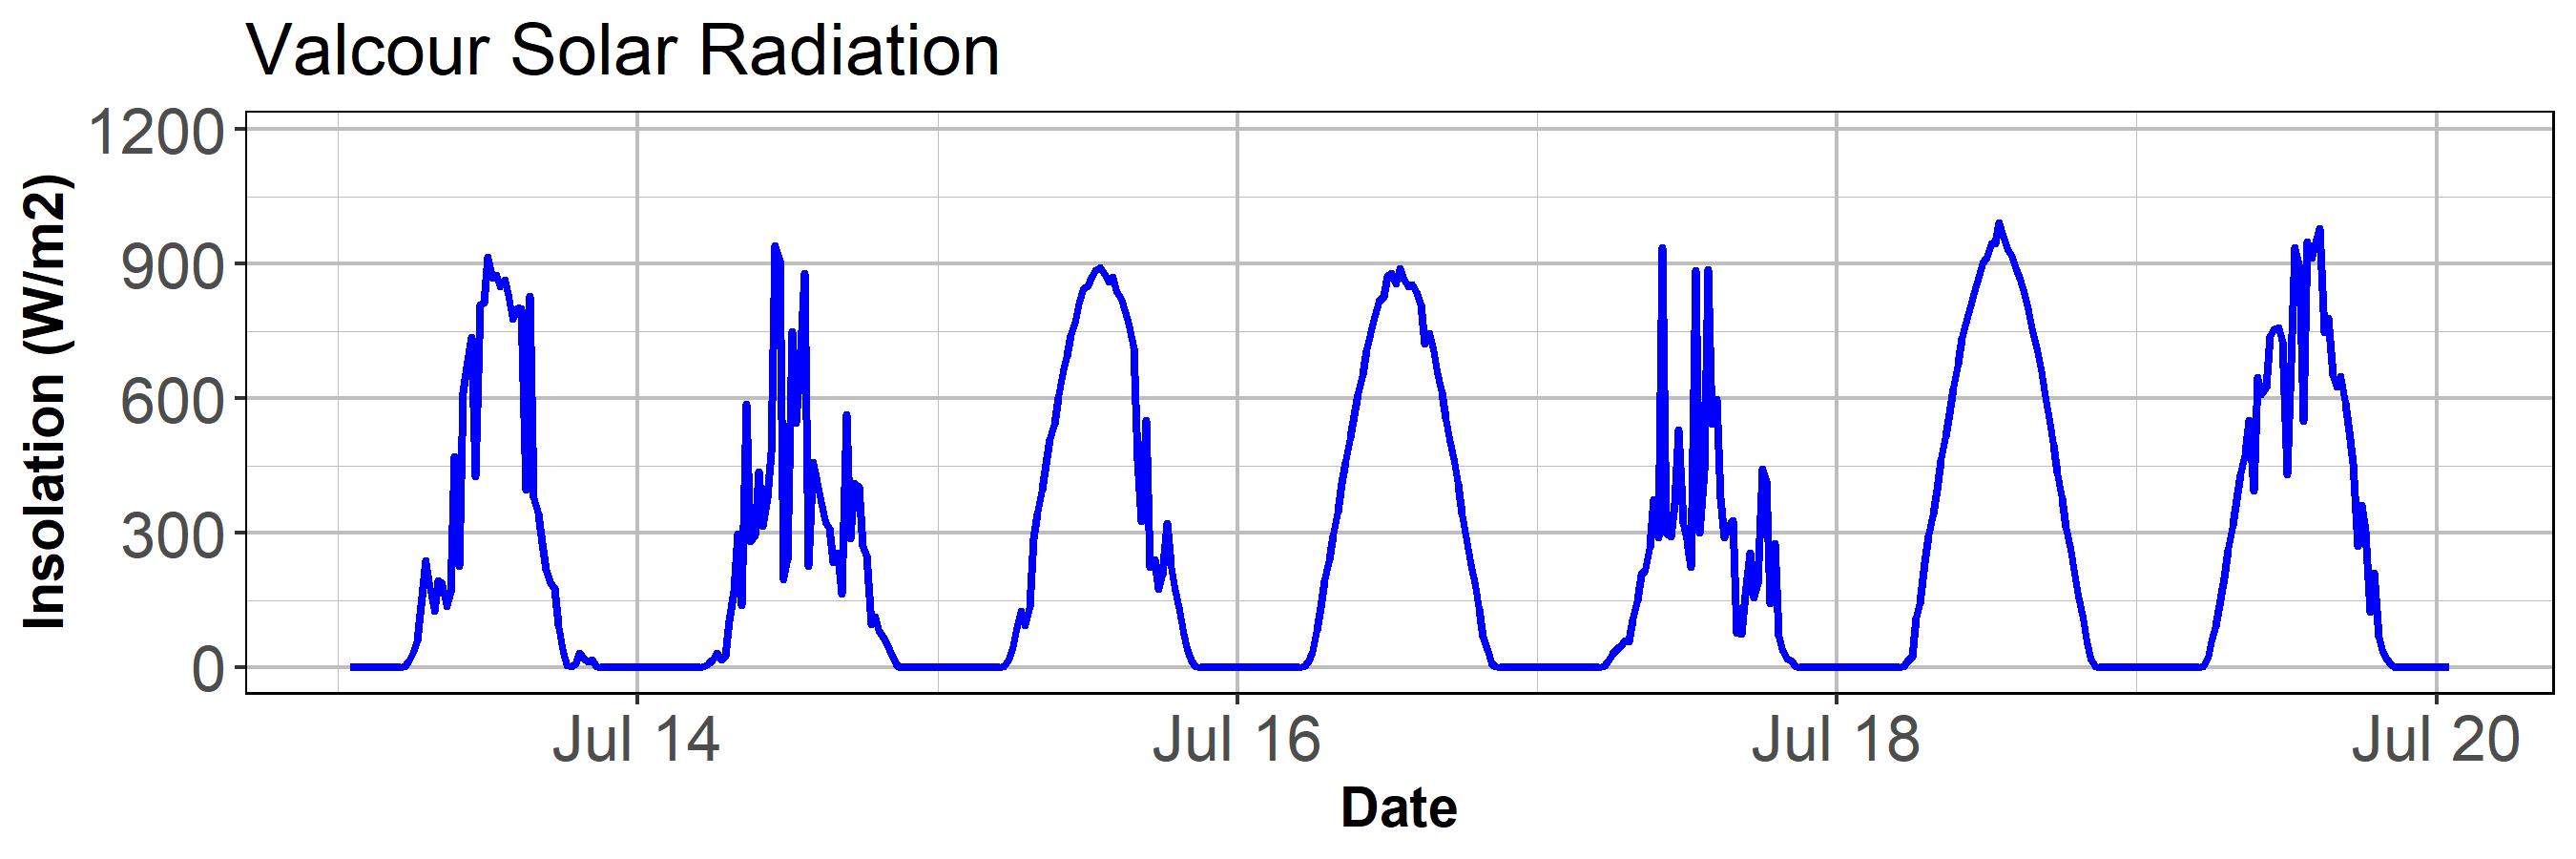 Valcour Solar Radiation
1200
900
600
300
0
Insolation (W/m2)
Jul 14
Jul 16
Jul 18
Jul 20
Date